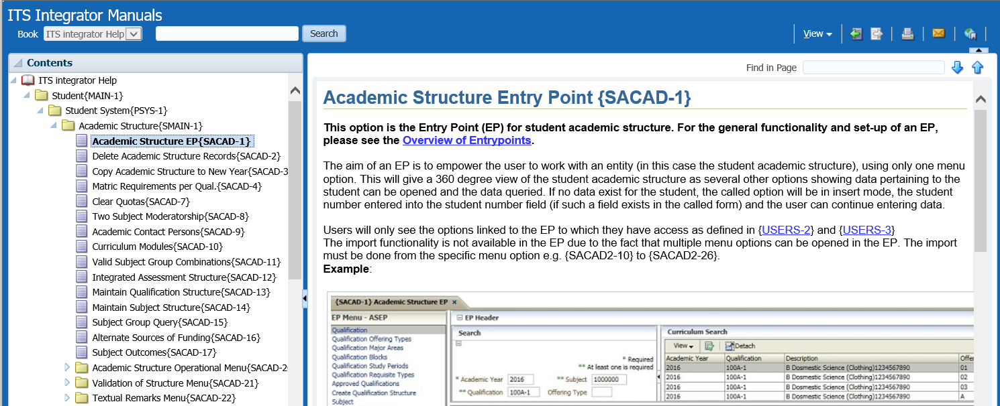 ITS Integrator Manuals
Book ITS integrator Help Search View
Contents
ITS integrator Help
Student{MAIN-1}
Student System{PSYS-1}
Academic Structure{SMAIN-1}
Academic Structure EP{SACAD-1}
Delete Academic Structure Records{SACAD-2}
Copy Academic Structure to New Year{SACAD-3
Matric Requirements per Qual.{SACAD-4}
Clear Quotas{SACAD-7}
Two Subject Moderatorship{SACAD-8}
Academic Contact Persons{SACAD-9}
Curriculum Modules{SACAD-10}
Valid Subject Group Combinations{SACAD-11}
Integrated Assessment Structure{SACAD-12}
Maintain Qualification Structure{SACAD-13}
Maintain Subject Structure{SACAD-14}
Subject Group Query{SACAD-15}
Alternate Sources of Funding{SACAD-16}
Subject Outcomes{SACAD-17}
Academic Structure Operational Menu{SACAD-20
Validation of Structure Menu{SACAD-21}
Textual Remarks Menu{SACAD-22}
Find in Page
Academic Structure Entry Point {SACAD-1}
This option is the Entry Point (EP) for student academic structure. For the general functionality and set-up of an EP,
please see the Overview of Entrypoints.
The aim of an EP is to empower the user to work with an entity (in this case the student academic structure), using only one menu
option. This will give a 360 degree view of the student academic structure as several other options showing data pertaining to the
student can be opened and the data queried. If no data exist for the student, the called option will be in insert mode, the student
number entered into the student number field (if such a field exists in the called form) and the user can continue entering data.
Users will only see the options linked to the EP to which they have access as defined in {USERS-2} and {USERS-3}
The import functionality is not available in the EP due to the fact that multiple menu options can be opened in the EP. The import
must be done from the specific menu option e.g. {SACAD2-10} to {SACAD2-26}.
Example:
{SACAD-1} Academic Structure EP
EP Menu - ASEP
Qualification
Qualification Offering Types
Qualification Major Areas
Qualification Blocks
Qualification Study Periods
Qualification Requisite Types
Approved Qualifications
Create Qualification Structure
Subject
EP Header
Search
* Required
** At least one is required
* Academic Year 2016 ** Subject 1000000
** Qualification 100A-1 Offering Type
Curriculum Search
View Detach
Academic Year Qualification Description Offe
2016 100A-1 B Dosmestic Science (Clothing)1234567890 01
2016 100A-1 B Dosmestic Science (Clothing)1234567890 02
2016 100A-1 B Dosmestic Science (Clothing)1234567890 03
2016 100A-1 B Dosmestic Science (Clothing)1234567890 A